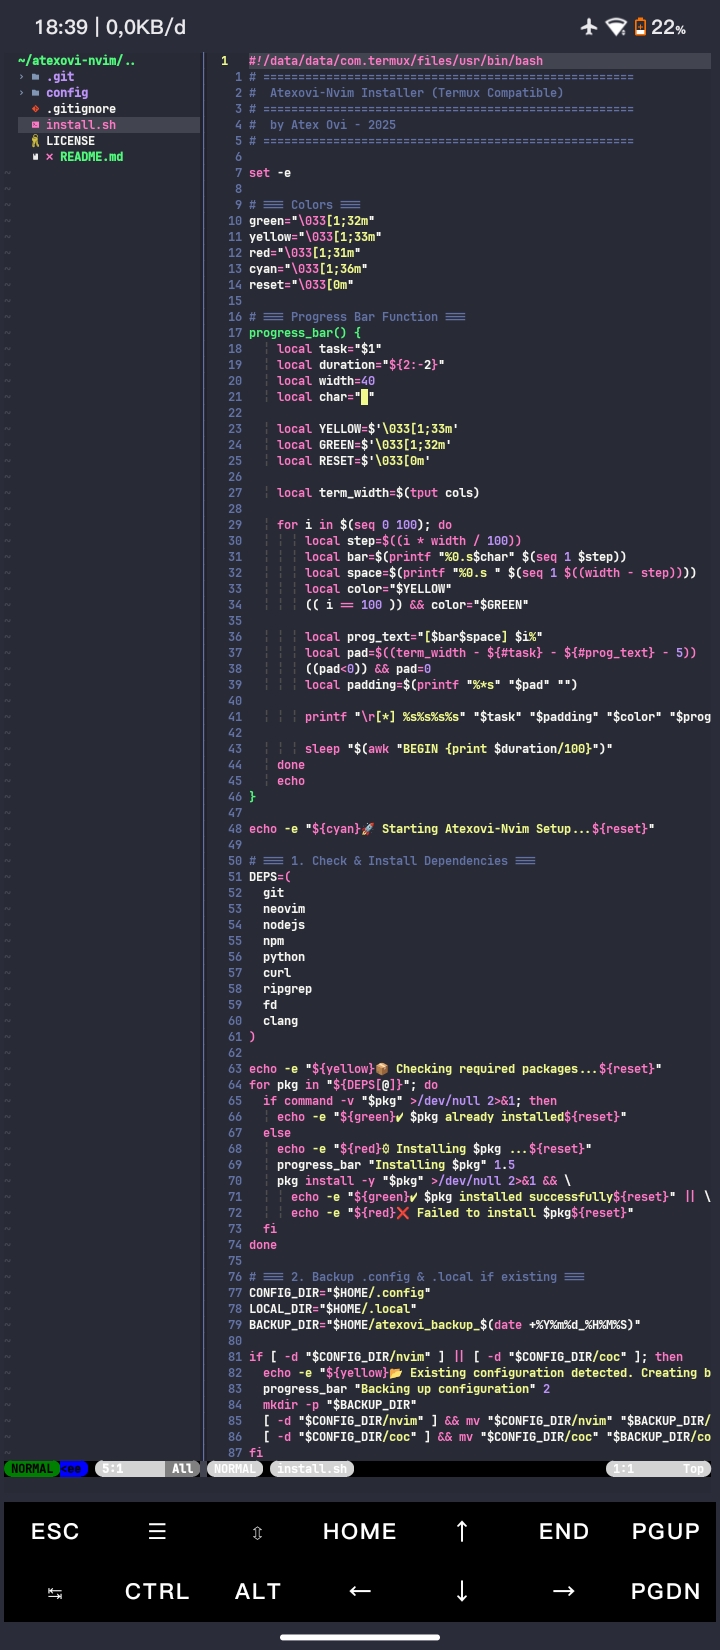 18:39 | 0,0KB/d
22%
~/atexovi-nvim/..
.git
config
.gitignore
install.sh
LICENSE
README.md
1 #!/data/data/com.termux/files/usr/bin/bash
1 # ====================================================
2 #  Atexovi-Nvim Installer (Termux Compatible)
3 # ====================================================
4 #  by Atex Ovi - 2025
5 # ====================================================
6
7 set -e
8
9 # === Colors ===
10 green="\033[1;32m"
11 yellow="\033[1;33m"
12 red="\033[1;31m"
13 cyan="\033[1;36m"
14 reset="\033[0m"
15
16 # === Progress Bar Function ===
17 progress_bar() {
18     local task="$1"
19     local duration="${2:-2}"
20     local width=40
21     local char="█"
22
23     local YELLOW=$'\033[1;33m'
24     local GREEN=$'\033[1;32m'
25     local RESET=$'\033[0m'
26
27     local term_width=$(tput cols)
28
29     for i in $(seq 0 100); do
30         local step=$((i * width / 100))
31         local bar=$(printf "%0.s$char" $(seq 1 $step))
32         local space=$(printf "%0.s " $(seq 1 $((width - step))))
33         local color="$YELLOW"
34         (( i == 100 )) && color="$GREEN"
35
36         local prog_text="[$bar$space] $i%"
37         local pad=$((term_width - ${#task} - ${#prog_text} - 5))
38         ((pad<0)) && pad=0
39         local padding=$(printf "%*s" "$pad" "")
40
41         printf "\r[*] %s%s%s%s" "$task" "$padding" "$color" "$prog
42
43         sleep "$(awk "BEGIN {print $duration/100}")"
44     done
45     echo
46 }
47
48 echo -e "${cyan}🚀 Starting Atexovi-Nvim Setup...${reset}"
49
50 # === 1. Check & Install Dependencies ===
51 DEPS=(
52   git
53   neovim
54   nodejs
55   npm
56   python
57   curl
58   ripgrep
59   fd
60   clang
61 )
62
63 echo -e "${yellow}📦 Checking required packages...${reset}"
64 for pkg in "${DEPS[@]}"; do
65   if command -v "$pkg" >/dev/null 2>&1; then
66     echo -e "${green}✔ $pkg already installed${reset}"
67   else
68     echo -e "${red}⚙ Installing $pkg ...${reset}"
69     progress_bar "Installing $pkg" 1.5
70     pkg install -y "$pkg" >/dev/null 2>&1 && \
71       echo -e "${green}✔ $pkg installed successfully${reset}" || \
72       echo -e "${red}❌ Failed to install $pkg${reset}"
73   fi
74 done
75
76 # === 2. Backup .config & .local if existing ===
77 CONFIG_DIR="$HOME/.config"
78 LOCAL_DIR="$HOME/.local"
79 BACKUP_DIR="$HOME/atexovi_backup_$(date +%Y%m%d_%H%M%S)"
80
81 if [ -d "$CONFIG_DIR/nvim" ] || [ -d "$CONFIG_DIR/coc" ]; then
82   echo -e "${yellow}📂 Existing configuration detected. Creating b
83   progress_bar "Backing up configuration" 2
84   mkdir -p "$BACKUP_DIR"
85   [ -d "$CONFIG_DIR/nvim" ] && mv "$CONFIG_DIR/nvim" "$BACKUP_DIR/
86   [ -d "$CONFIG_DIR/coc" ] && mv "$CONFIG_DIR/coc" "$BACKUP_DIR/co
87 fi
NORMAL <ee 5:1 All NORMAL install.sh 1:1 Top
ESC ☰ ⇳ HOME ↑ END PGUP
↹ CTRL ALT ← ↓ → PGDN